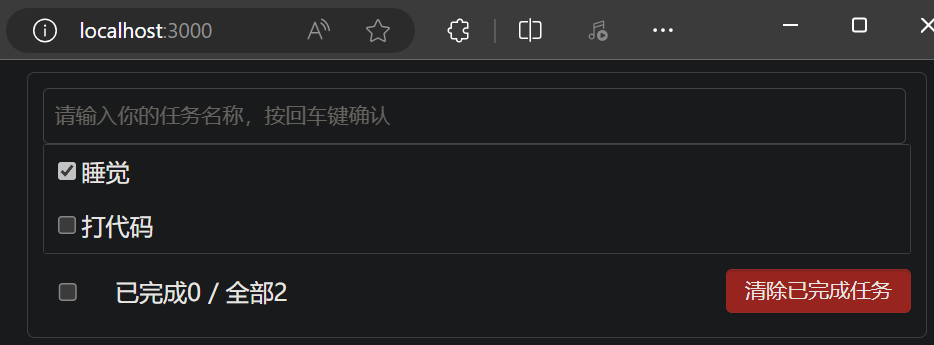 localhost:3000
请输入你的任务名称，按回车键确认
睡觉
打代码
已完成0 / 全部2 清除已完成任务